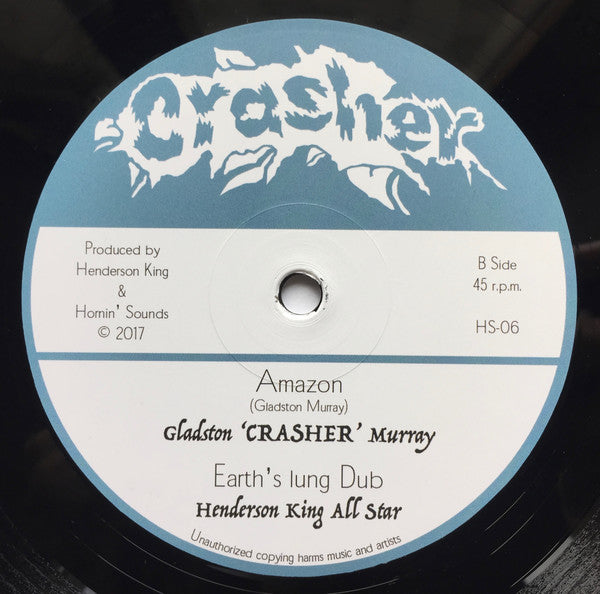 Crasher
Produced by
Henderson King
&
Hornin' Sounds
© 2017
B Side
45 r.p.m.
HS-06
Amazon
(Gladston Murray)
Gladston ‘CRASHER’ Murray
Earth's lung Dub
Henderson King All Star
Unauthorized copying harms music and artists